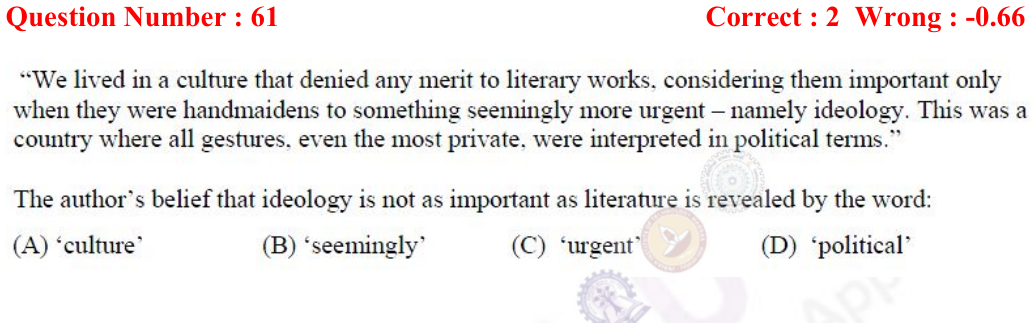 Question Number : 61 Correct : 2 Wrong : -0.66
“We lived in a culture that denied any merit to literary works, considering them important only
when they were handmaidens to something seemingly more urgent – namely ideology. This was a
country where all gestures, even the most private, were interpreted in political terms.”
The author’s belief that ideology is not as important as literature is revealed by the word:
(A) ‘culture’ (B) ‘seemingly’ (C) ‘urgent’ (D) ‘political’
APP